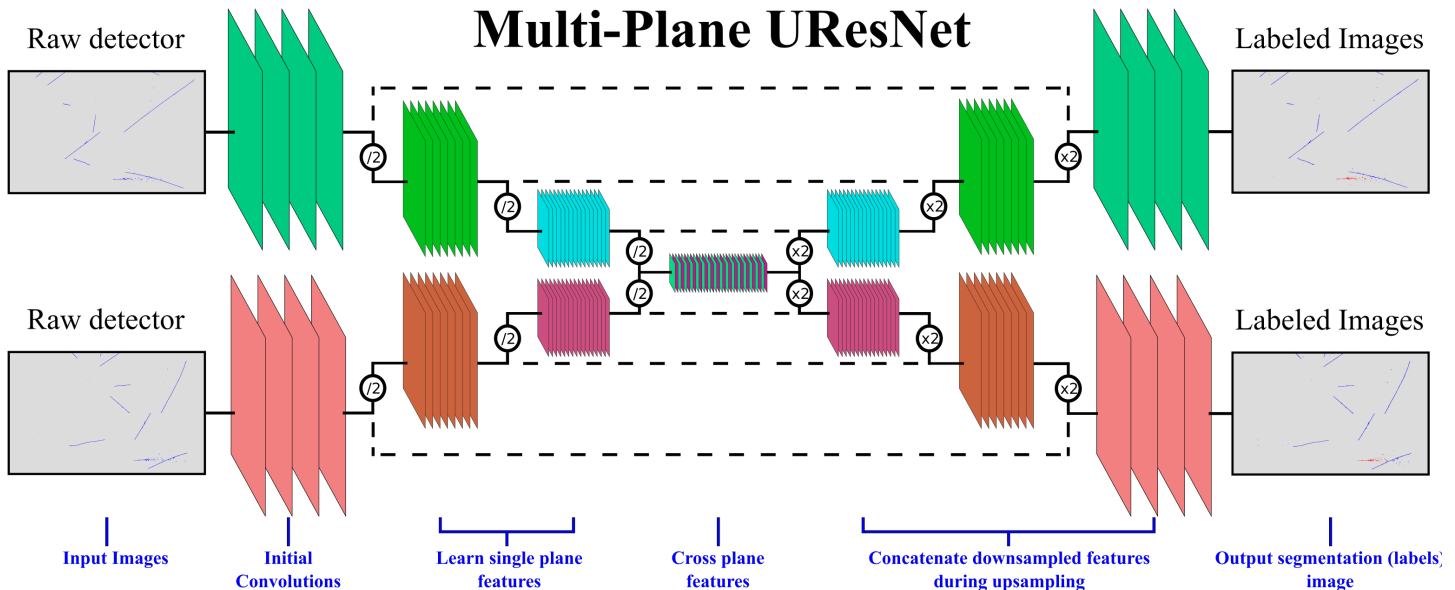 Multi-Plane UResNet
Raw detector
Labeled Images
/2
x2
/2
x2
/2
x2
/2
x2
Raw detector
Labeled Images
/2
x2
/2
x2
Input Images
Initial
Convolutions
Learn single plane
features
Cross plane
features
Concatenate downsampled features
during upsampling
Output segmentation (labels)
image